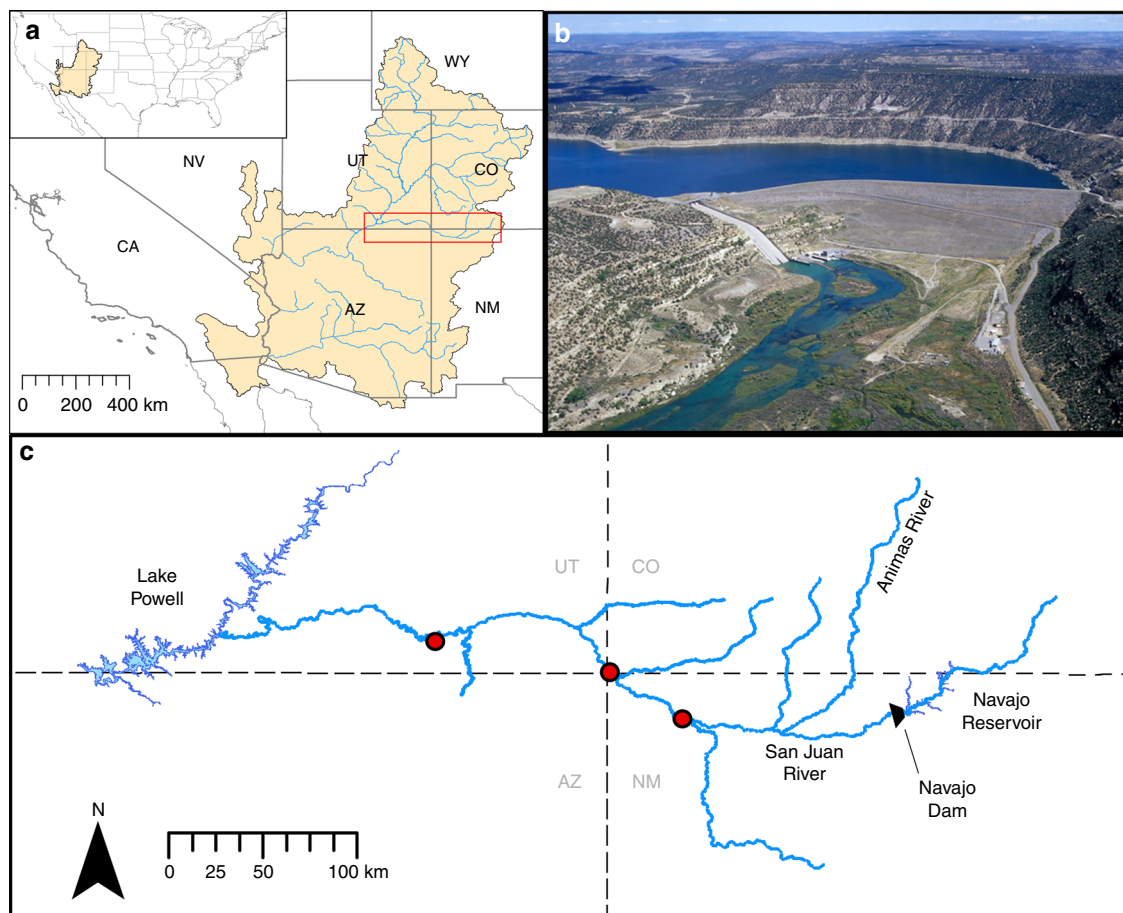 a
WY
NV
UT
CO
CA
AZ
NM
0 200 400 km
b
c
Animas River
UT CO
Lake
Powell
Navajo
Reservoir
San Juan
River
AZ NM
Navajo
Dam
N
0 25 50 100 km